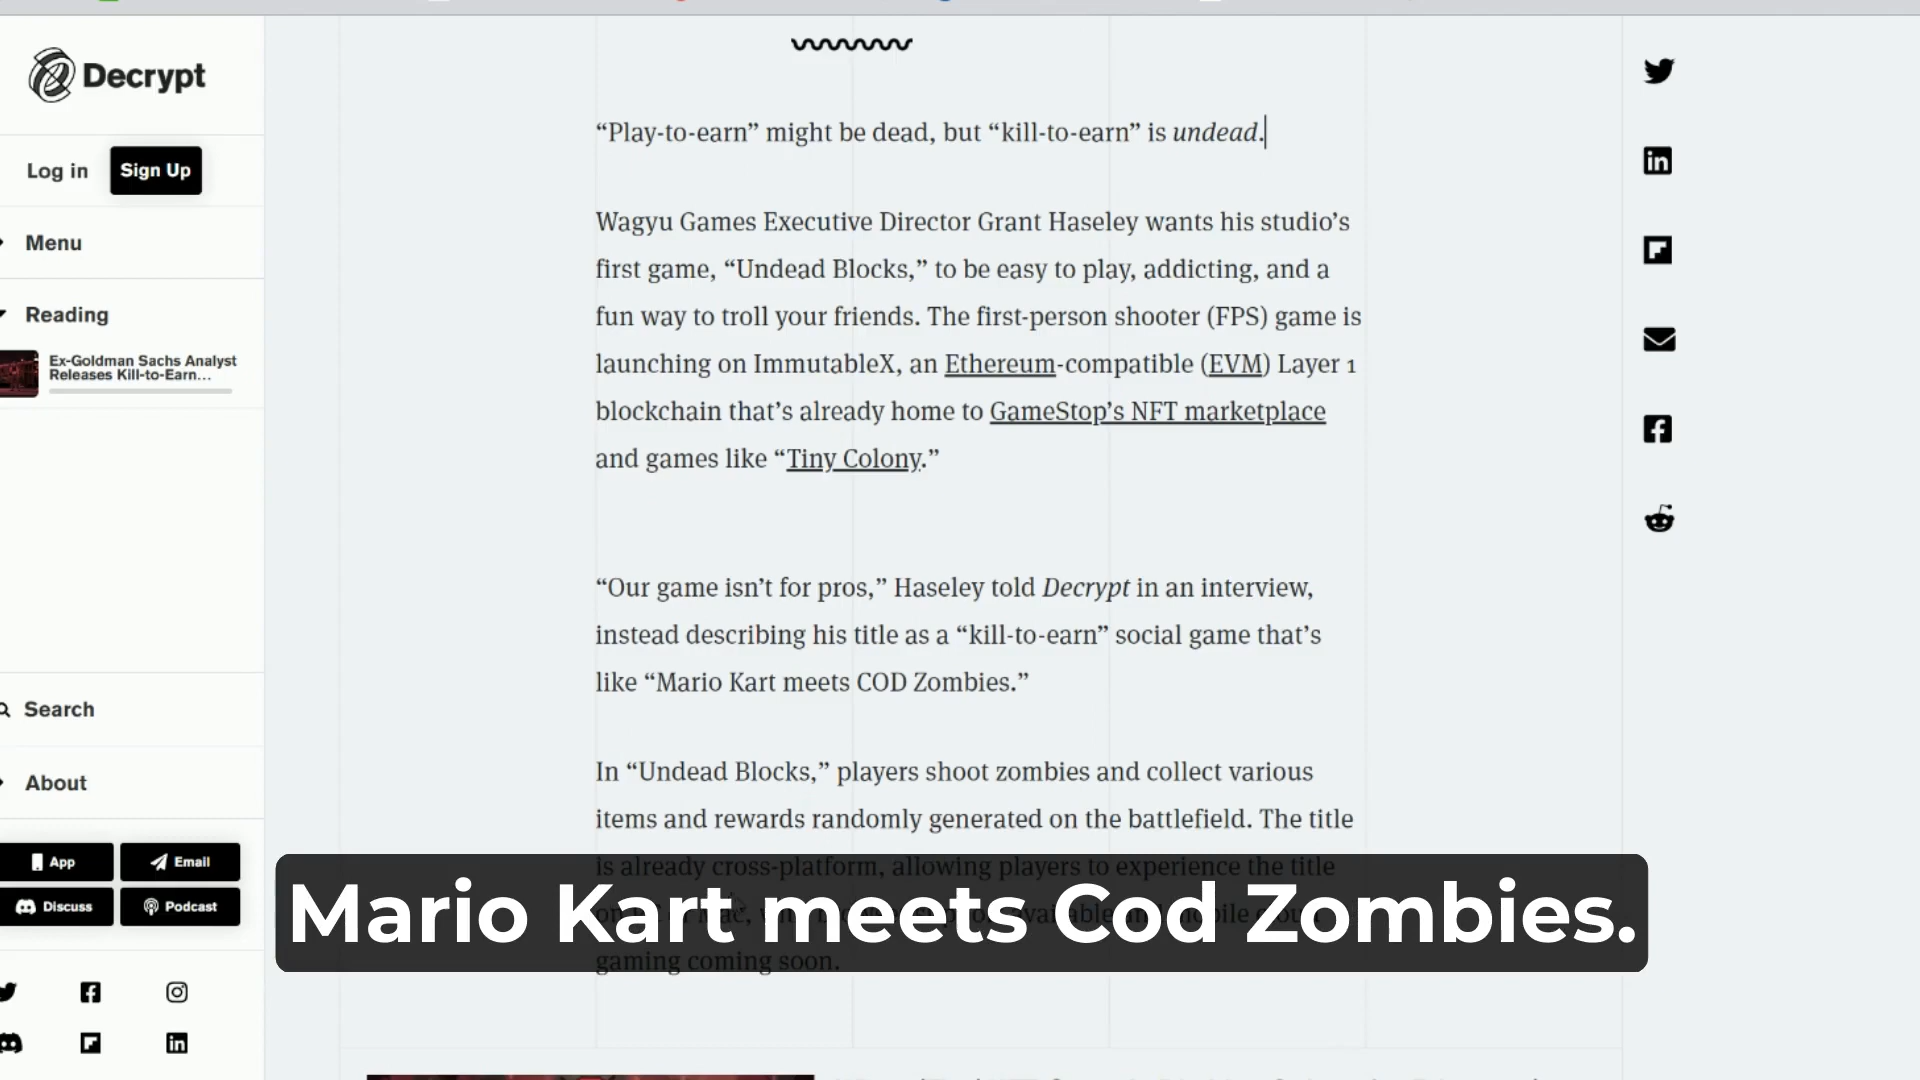 Decrypt
Log in
Sign Up
Menu
Reading
Ex-Goldman Sachs Analyst
Releases Kill-to-Earn...
Search
About
App
Email
Discuss
Podcast
“Play-to-earn” might be dead, but “kill-to-earn” is undead.
Wagyu Games Executive Director Grant Haseley wants his studio’s
first game, “Undead Blocks,” to be easy to play, addicting, and a
fun way to troll your friends. The first-person shooter (FPS) game is
launching on ImmutableX, an Ethereum-compatible (EVM) Layer 1
blockchain that’s already home to GameStop’s NFT marketplace
and games like “Tiny Colony.”
“Our game isn’t for pros,” Haseley told Decrypt in an interview,
instead describing his title as a “kill-to-earn” social game that’s
like “Mario Kart meets COD Zombies.”
In “Undead Blocks,” players shoot zombies and collect various
items and rewards randomly generated on the battlefield. The title
is already cross-platform, allowing players to experience the title
gaming coming soon.
Mario Kart meets Cod Zombies.